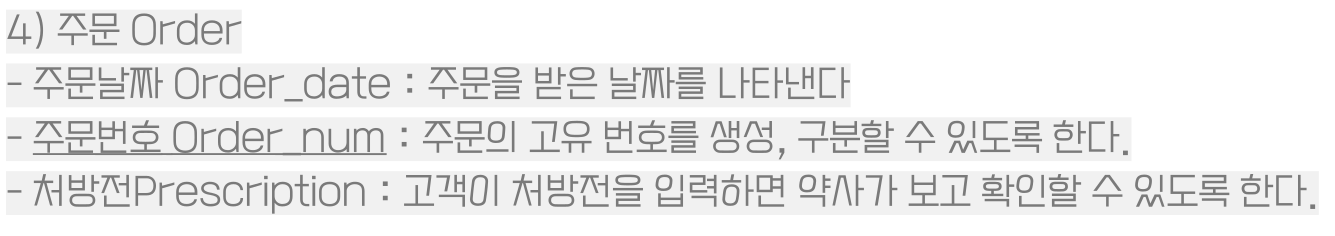 4) 주문 Order
- 주문날짜 Order_date : 주문을 받은 날짜를 나타낸다
- 주문번호 Order_num : 주문의 고유 번호를 생성, 구분할 수 있도록 한다.
- 처방전Prescription : 고객이 처방전을 입력하면 약사가 보고 확인할 수 있도록 한다.